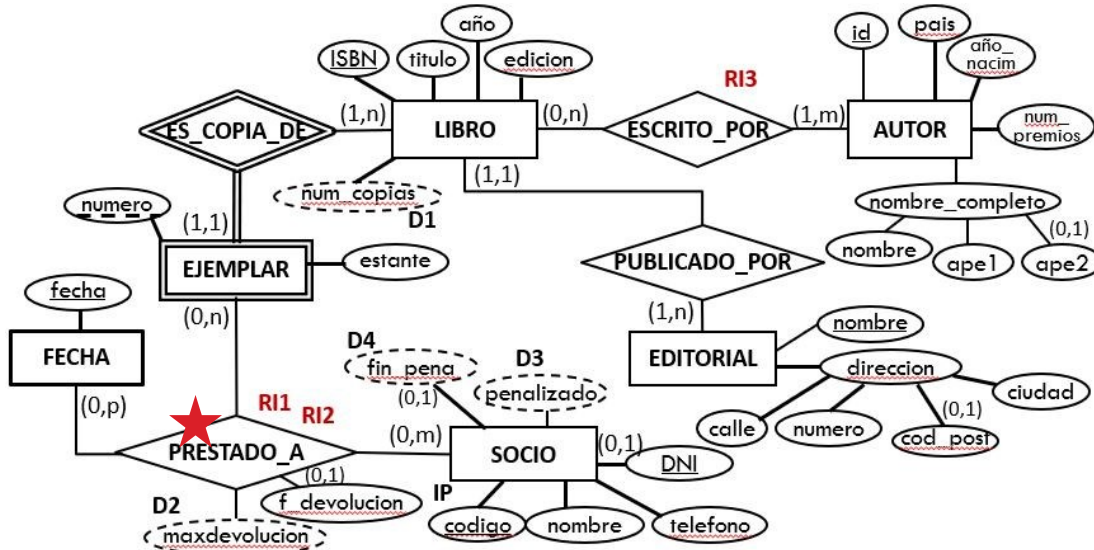 año
ISBN
titulo
edicion
id
pais
año_
nacim
RI3
ES_COPIA_DE
(1,n)
LIBRO
(0,n)
ESCRITO_POR
(1,m)
AUTOR
num_
premios
num_copias
D1
(1,1)
nombre_completo
numero
(1,1)
nombre
ape1
(0,1)
ape2
EJEMPLAR
estante
PUBLICADO_POR
fecha
(0,n)
(1,n)
nombre
FECHA
D4
fin_pena
(0,1)
D3
penalizado
EDITORIAL
direccion
ciudad
(0,p)
RI1
RI2
calle
numero
(0,1)
cod_post
PRESTADO_A
(0,m)
SOCIO
(0,1)
DNI
(0,1)
f_devolucion
IP
D2
maxdevolucion
codigo
nombre
telefono